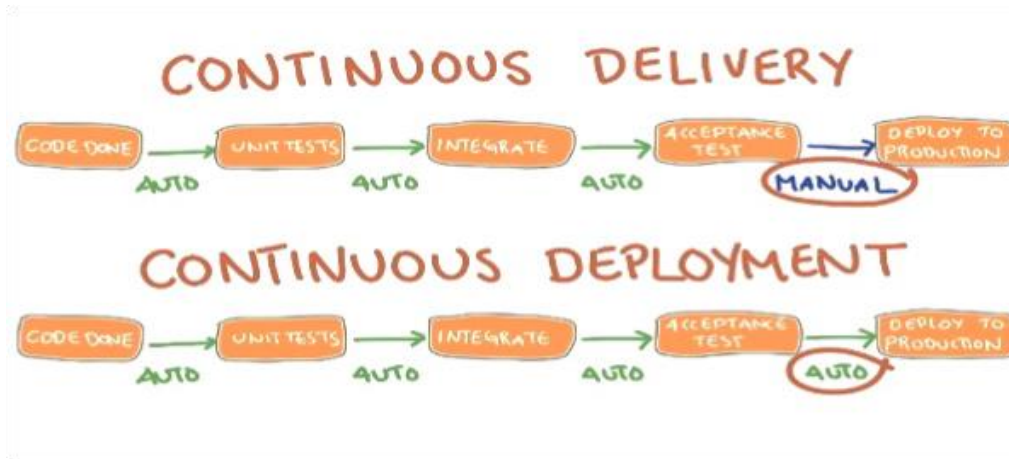 CONTINUOUS DELIVERY
CODE DONE
UNIT TESTS
INTEGRATE
ACCEPTANCE
TEST
DEPLOY TO
PRODUCTION
AUTO
AUTO
AUTO
MANUAL
CONTINUOUS DEPLOYMENT
CODE DONE
UNIT TESTS
INTEGRATE
ACCEPTANCE
TEST
DEPLOY TO
PRODUCTION
AUTO
AUTO
AUTO
AUTO